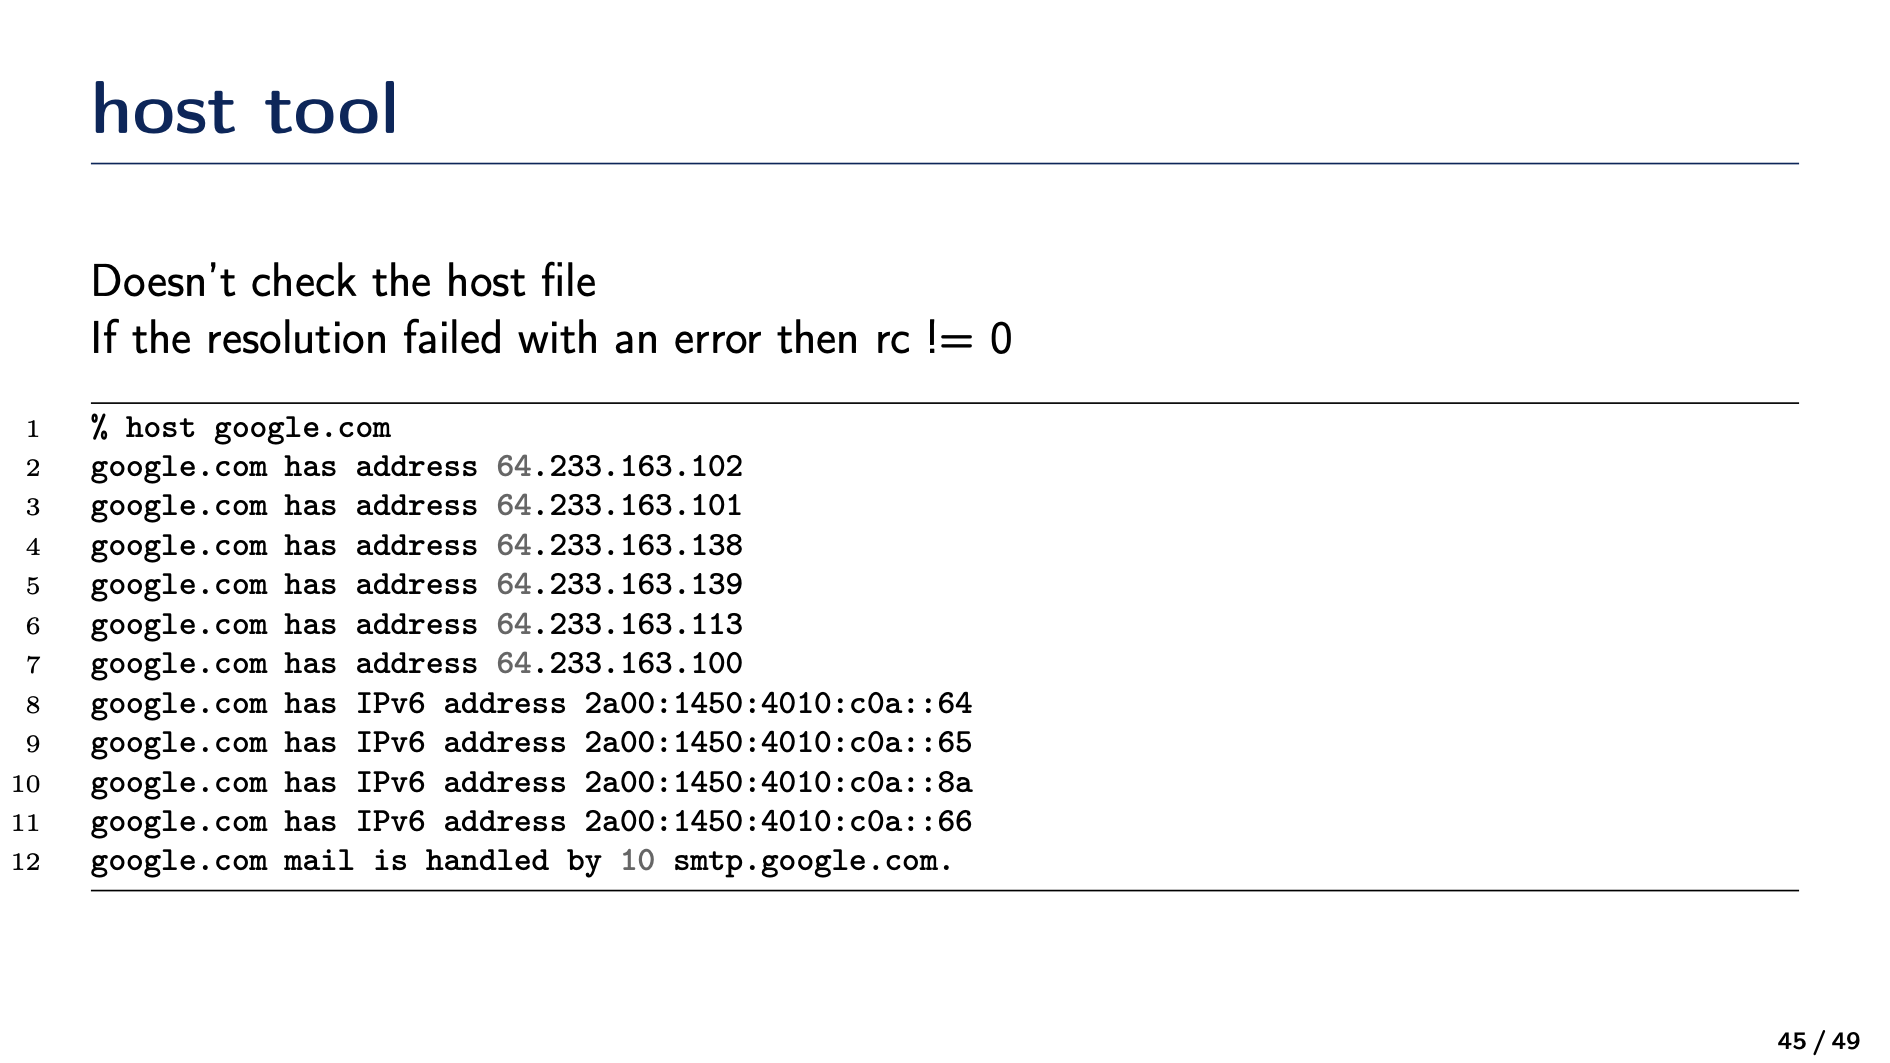 host tool
Doesn't check the host file
If the resolution failed with an error then rc != 0
1 % host google.com
2 google.com has address 64.233.163.102
3 google.com has address 64.233.163.101
4 google.com has address 64.233.163.138
5 google.com has address 64.233.163.139
6 google.com has address 64.233.163.113
7 google.com has address 64.233.163.100
8 google.com has IPv6 address 2a00:1450:4010:c0a::64
9 google.com has IPv6 address 2a00:1450:4010:c0a::65
10 google.com has IPv6 address 2a00:1450:4010:c0a::8a
11 google.com has IPv6 address 2a00:1450:4010:c0a::66
12 google.com mail is handled by 10 smtp.google.com.
45 / 49